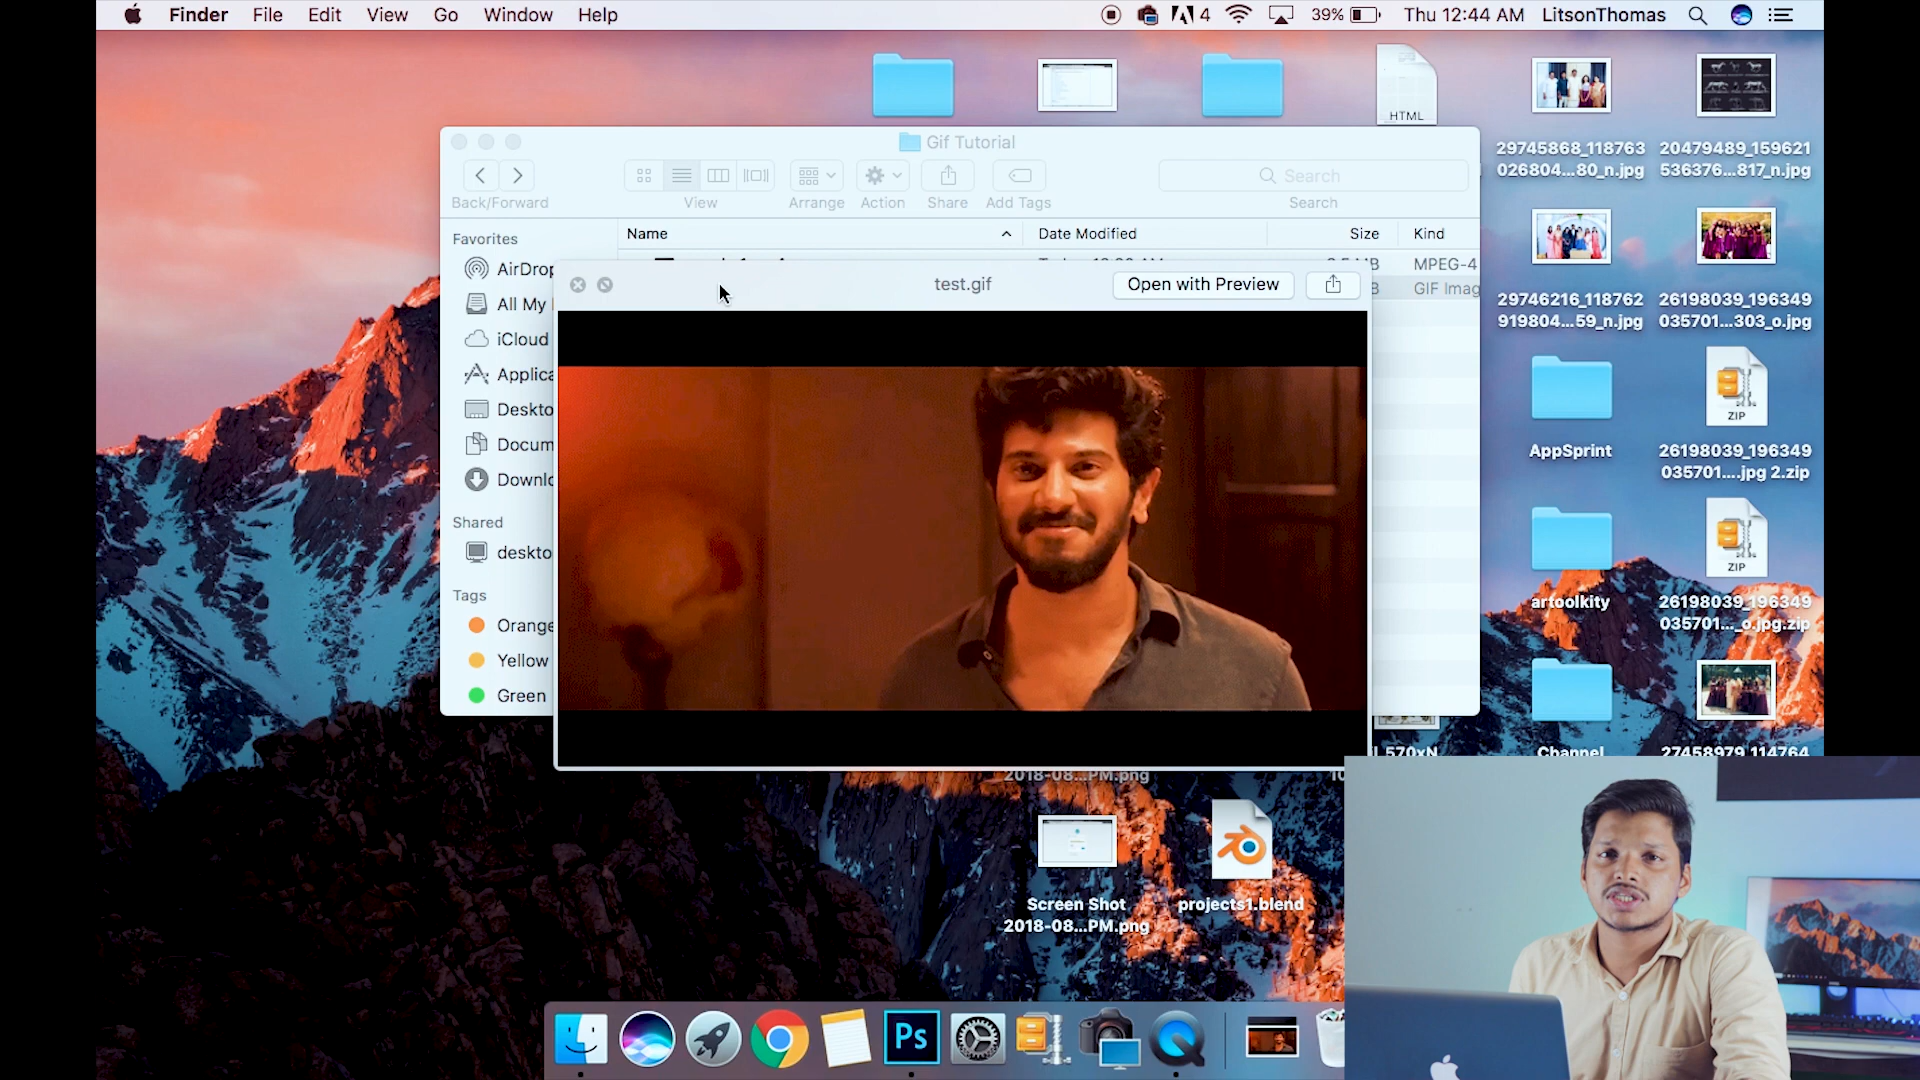 Finder File Edit View Go Window Help
4 39% Thu 12:44 AM LitsonThomas
HTML
29745868_118763
026804...80_n.jpg
20479489_159621
536376...817_n.jpg
Gif Tutorial
Search
Back/Forward View Arrange Action Share Add Tags Search
Name Date Modified Size Kind
MPEG-4
GIF Imag
Favorites
AirDrop
All My
iCloud
Applica
Deskto
Docum
Downlo
Shared
deskto
Tags
Orange
Yellow
Green
test.gif Open with Preview
29746216_118762
919804...59_n.jpg
26198039_196349
035701...303_o.jpg
ZIP
AppSprint
26198039_196349
035701....jpg 2.zip
ZIP
artoolkity
26198039_196349
035701..._o.jpg.zip
Channel
27458979_114764
2018-08...PM.png
Screen Shot
2018-08...PM.png
projects1.blend
Ps